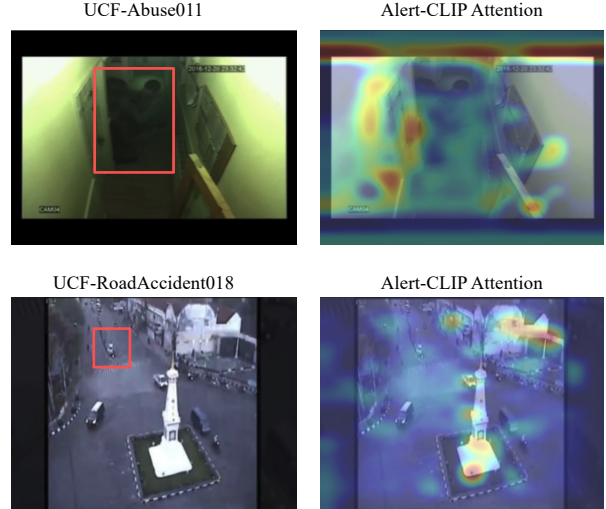 UCF-Abuse011
Alert-CLIP Attention
CAM04
CAM04
UCF-RoadAccident018
Alert-CLIP Attention